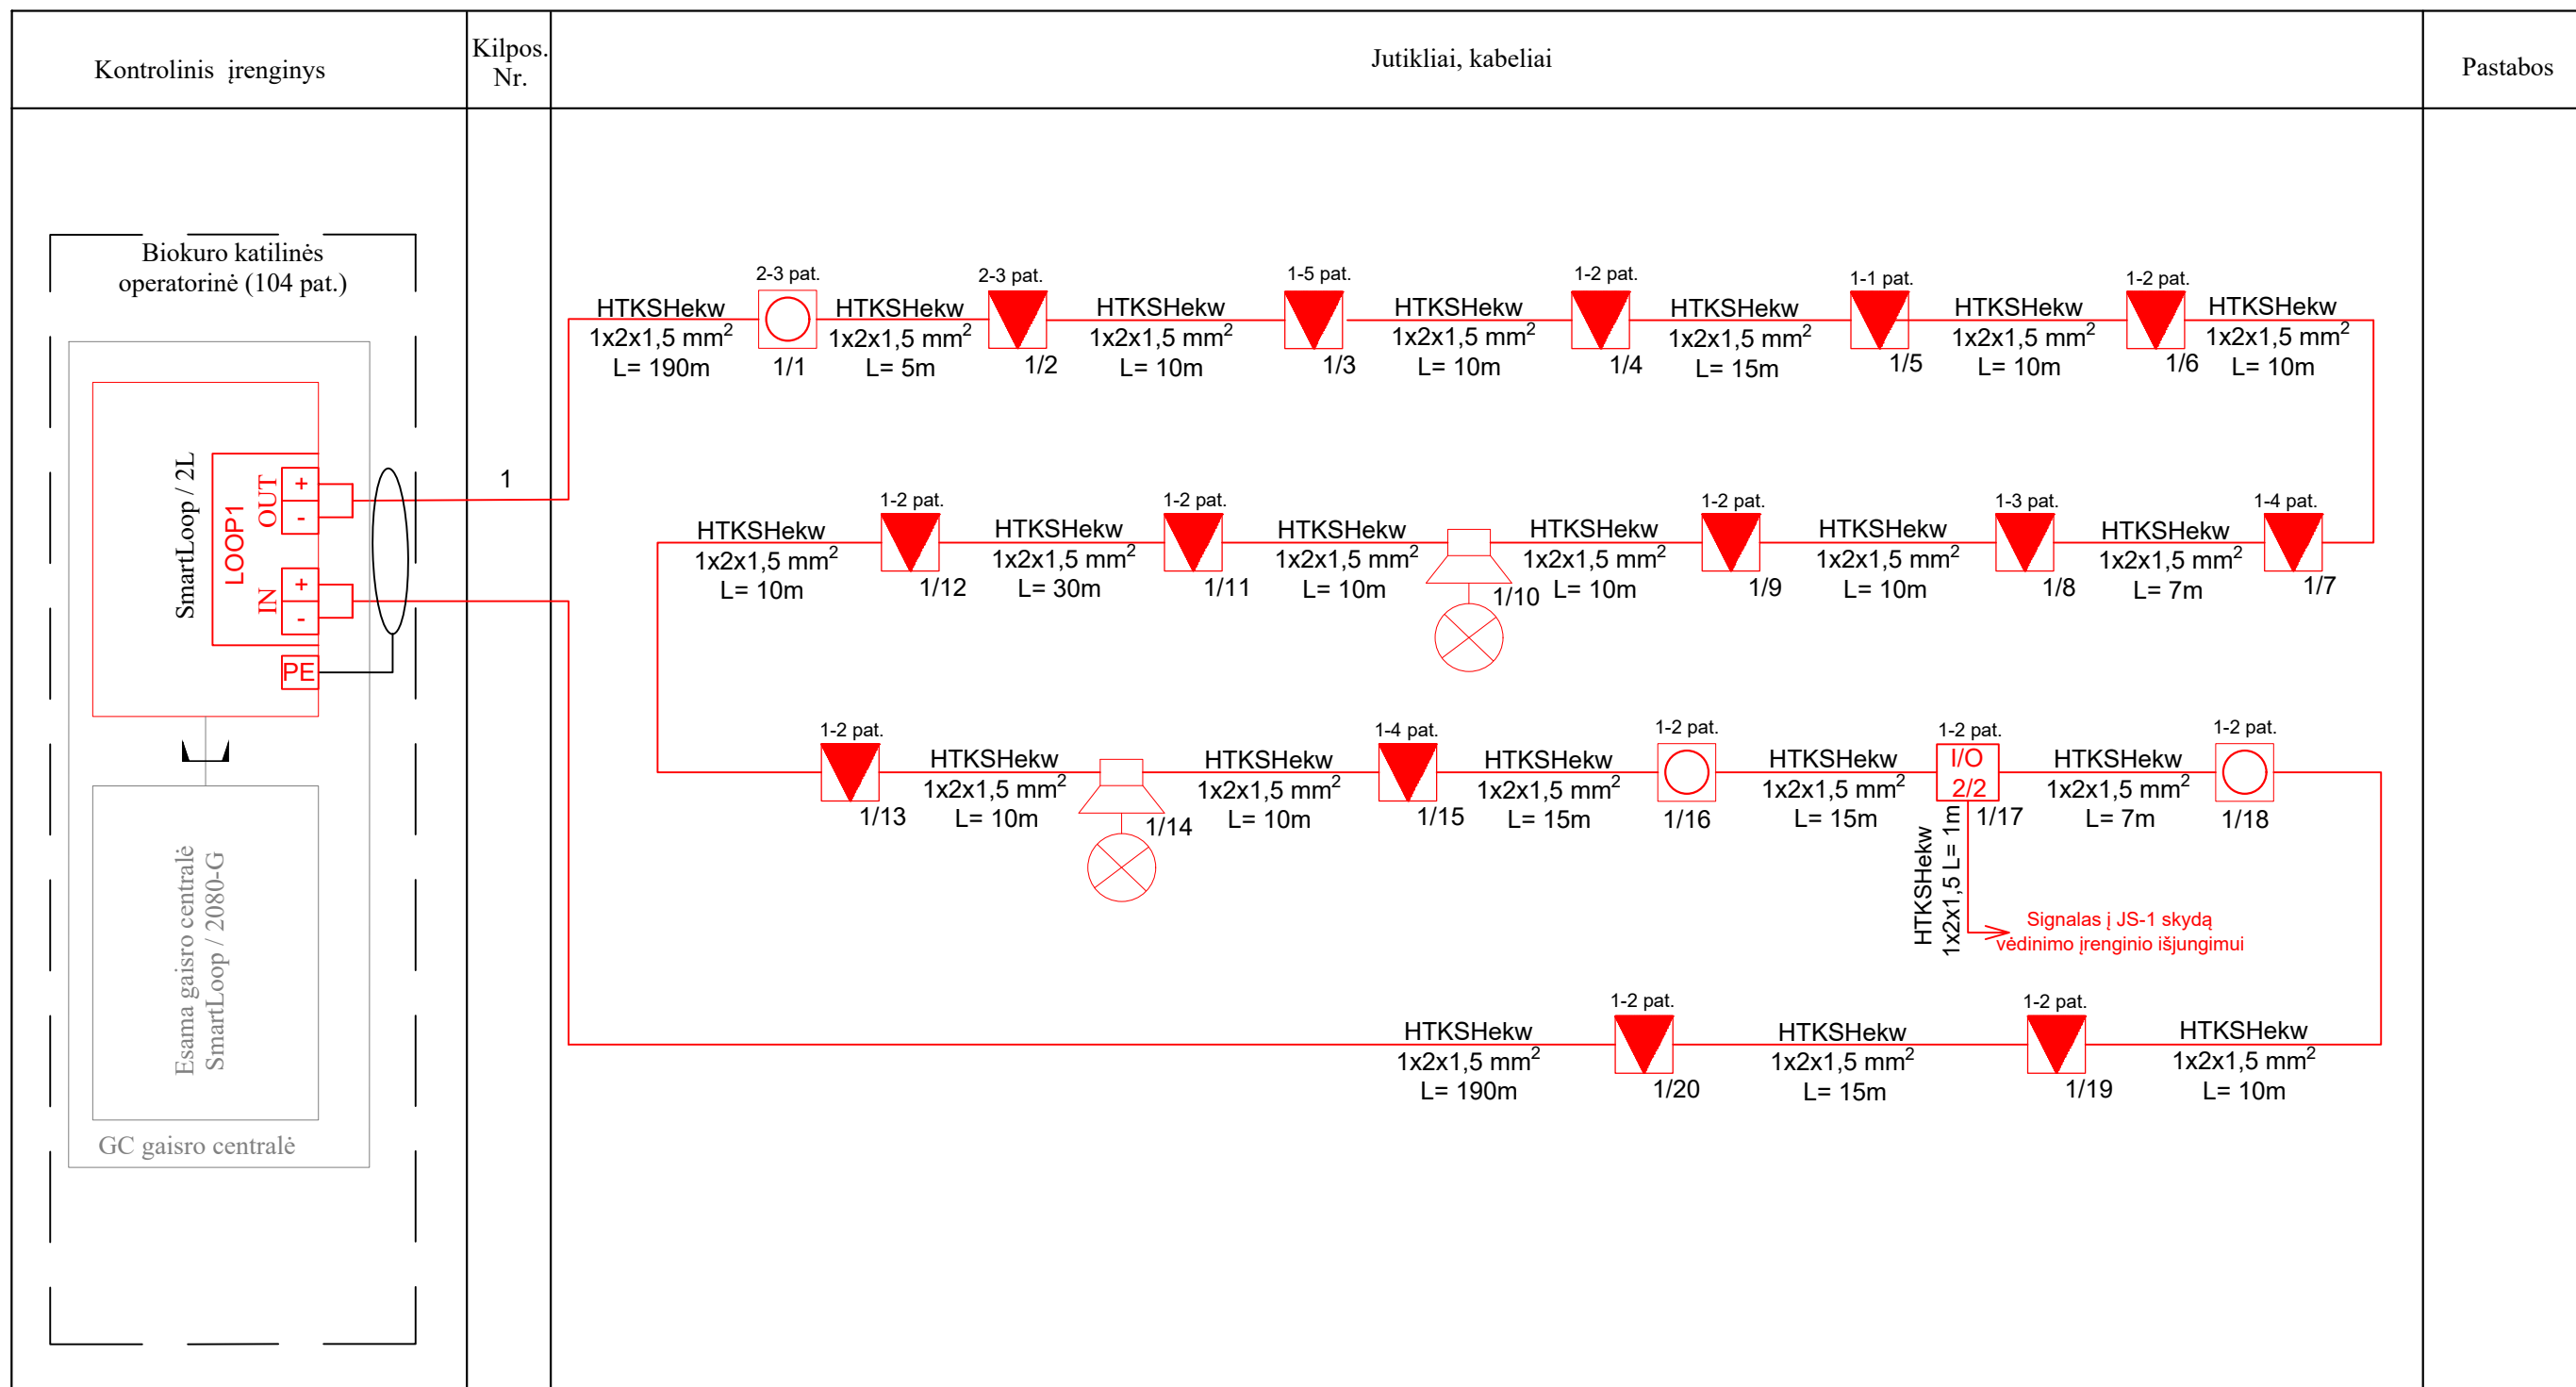 Kontrolinis įrenginys
Kilpos.
Nr.
Jutikliai, kabeliai
Pastabos
Biokuro katilinės
operatorinė (104 pat.)
SmartLoop / 2L
LOOP1
OUT
+
-
IN
+
-
PE
Esama gaisro centralė
SmartLoop / 2080-G
GC gaisro centralė
1
HTKSHekw
1x2x1,5 mm²
L= 190m
2-3 pat.
1/1
HTKSHekw
1x2x1,5 mm²
L= 5m
2-3 pat.
1/2
HTKSHekw
1x2x1,5 mm²
L= 10m
1-5 pat.
1/3
HTKSHekw
1x2x1,5 mm²
L= 10m
1-2 pat.
1/4
HTKSHekw
1x2x1,5 mm²
L= 15m
1-1 pat.
1/5
HTKSHekw
1x2x1,5 mm²
L= 10m
1-2 pat.
1/6
HTKSHekw
1x2x1,5 mm²
L= 10m
HTKSHekw
1x2x1,5 mm²
L= 10m
1-2 pat.
1/12
HTKSHekw
1x2x1,5 mm²
L= 30m
1-2 pat.
1/11
HTKSHekw
1x2x1,5 mm²
L= 10m
1/10
HTKSHekw
1x2x1,5 mm²
L= 10m
1-2 pat.
1/9
HTKSHekw
1x2x1,5 mm²
L= 10m
1-3 pat.
1/8
HTKSHekw
1x2x1,5 mm²
L= 7m
1-4 pat.
1/7
1-2 pat.
1/13
HTKSHekw
1x2x1,5 mm²
L= 10m
1/14
HTKSHekw
1x2x1,5 mm²
L= 10m
1-4 pat.
1/15
HTKSHekw
1x2x1,5 mm²
L= 15m
1-2 pat.
1/16
HTKSHekw
1x2x1,5 mm²
L= 15m
1-2 pat.
I/O
2/2
1/17
HTKSHekw
1x2x1,5 L= 1m
Signalas į JS-1 skydą
vėdinimo įrenginio išjungimui
HTKSHekw
1x2x1,5 mm²
L= 7m
1-2 pat.
1/18
HTKSHekw
1x2x1,5 mm²
L= 190m
1-2 pat.
1/20
HTKSHekw
1x2x1,5 mm²
L= 15m
1-2 pat.
1/19
HTKSHekw
1x2x1,5 mm²
L= 10m